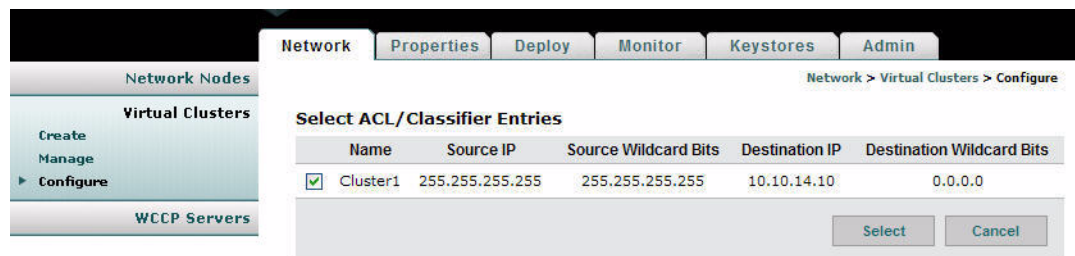 Network Properties Deploy Monitor Keystores Admin
Network Nodes
Network > Virtual Clusters > Configure
Virtual Clusters
Create
Manage
Configure
WCCP Servers
Select ACL/Classifier Entries
Name Source IP Source Wildcard Bits Destination IP Destination Wildcard Bits
Cluster1 255.255.255.255 255.255.255.255 10.10.14.10 0.0.0.0
Select Cancel